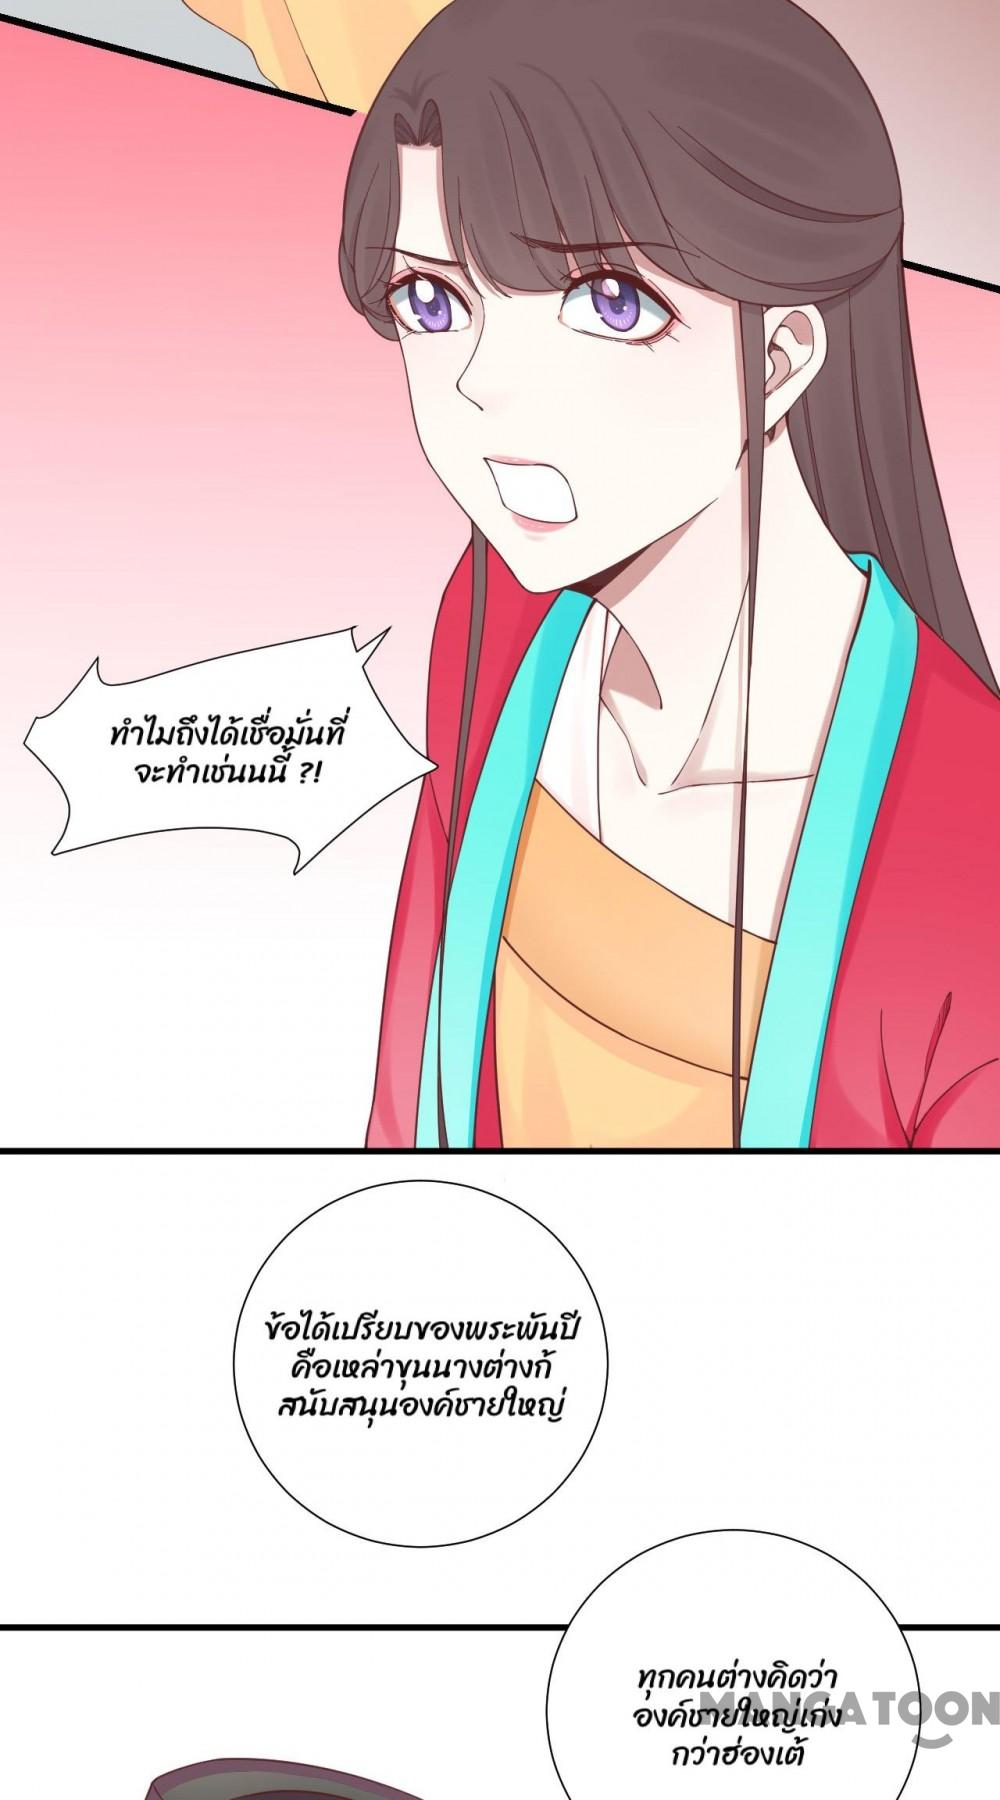 ทำไมถึงได้เชื่อมั่นที่
จะทำเช่นนนี้ ?!
ข้อได้เปรียบของพระพันปี
คือเหล่าขุนนางต่างก้
สนับสนุนองค์ชายใหญ่
ทุกคนต่างคิดว่า
องค์ชายใหญ่เก่ง
กว่าฮ่องเต้
MANGATOON